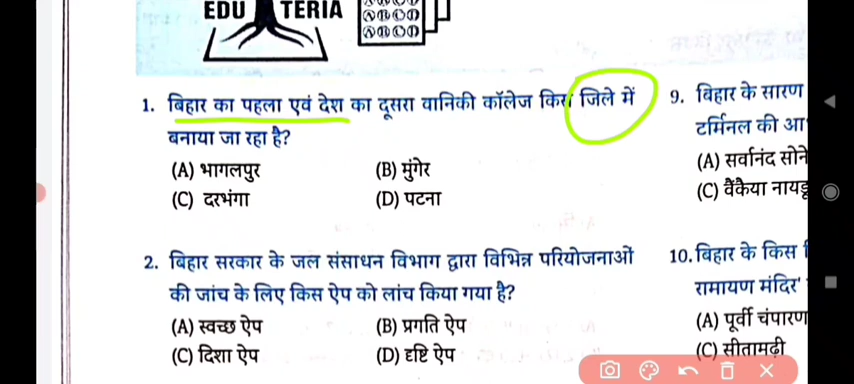 EDU TERIA
1. बिहार का पहला एवं देश का दूसरा वानिकी कॉलेज किस जिले में
बनाया जा रहा है?
(A) भागलपुर (B) मुंगेर
(C) दरभंगा (D) पटना
2. बिहार सरकार के जल संसाधन विभाग द्वारा विभिन्न परियोजनाओं
की जांच के लिए किस ऐप को लांच किया गया है?
(A) स्वच्छ ऐप (B) प्रगति ऐप
(C) दिशा ऐप (D) दृष्टि ऐप
9. बिहार के सारण
टर्मिनल की
(A) सर्वानंद
(C) वैंकैया नायडू
10. बिहार के किस
रामायण मंदिर'
(A) पूर्वी चंपारण
(C) सीतामढ़ी